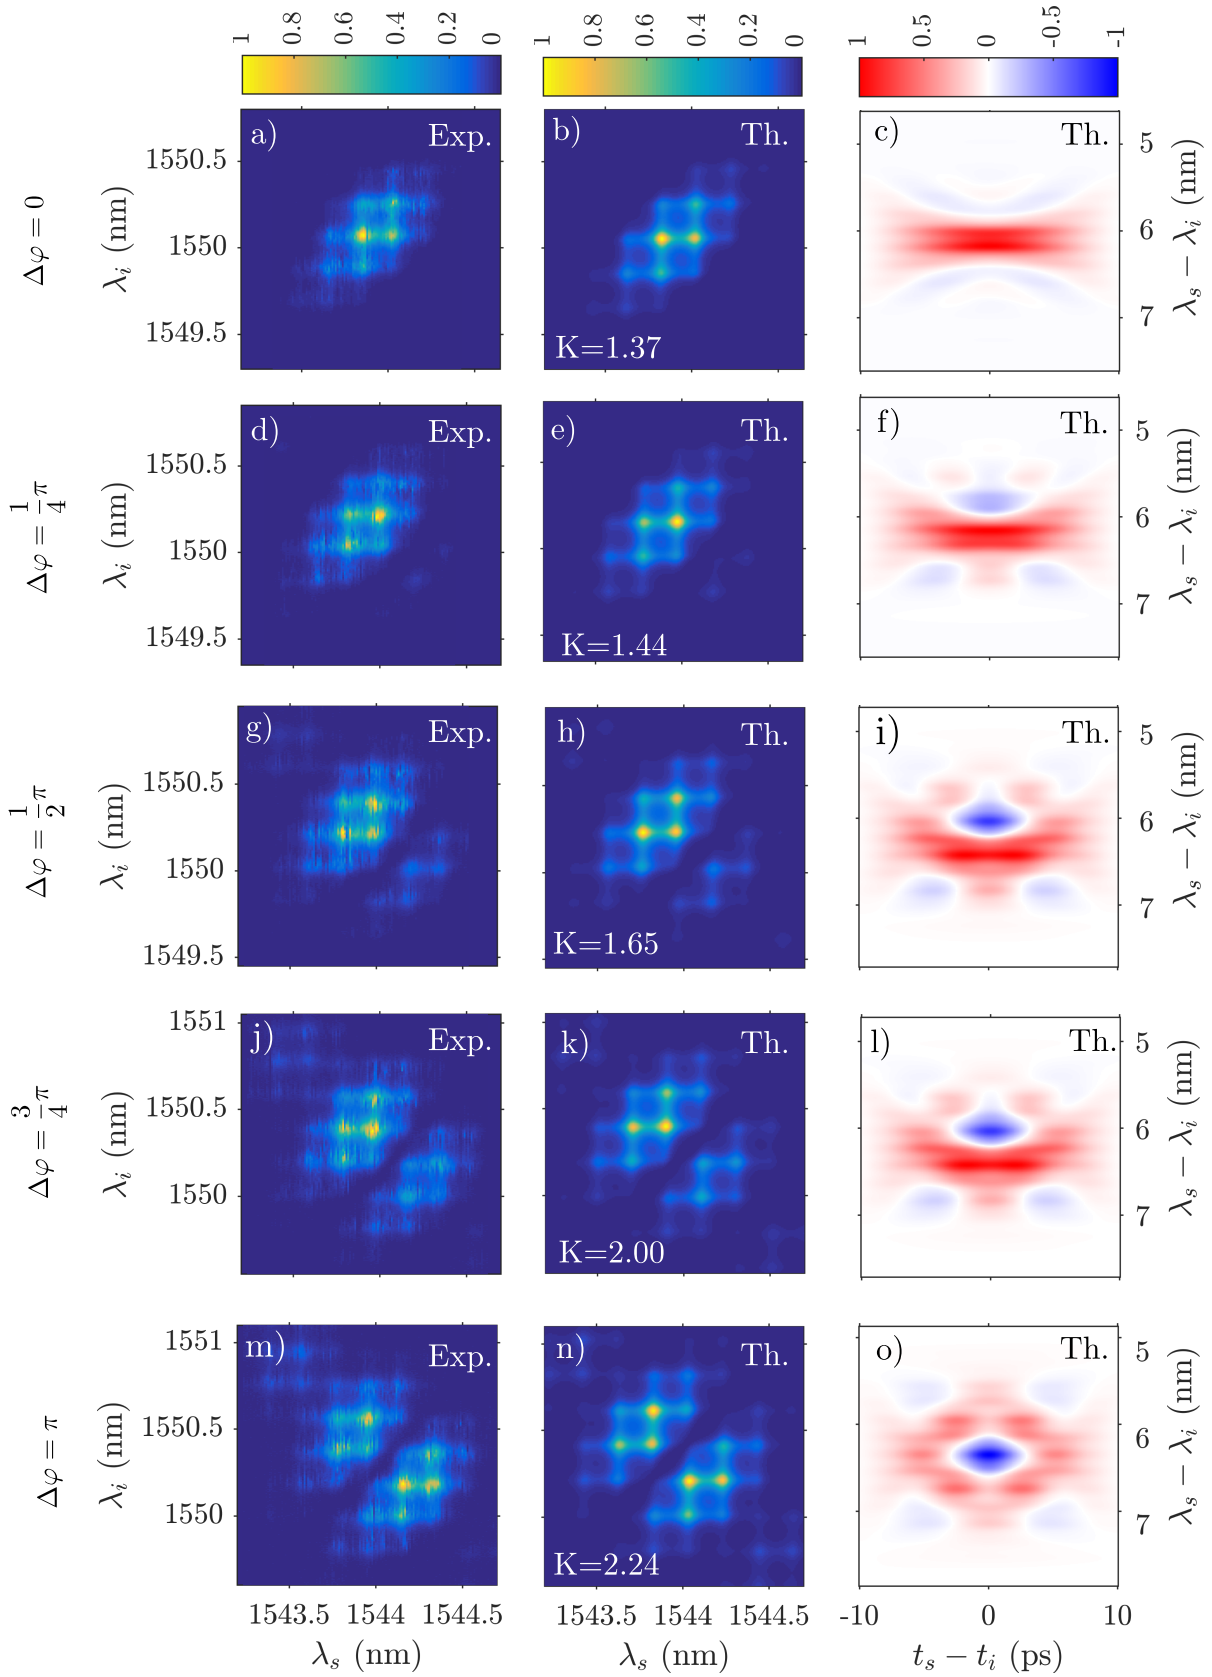 1 0.8 0.6 0.4 0.2 0
1 0.8 0.6 0.4 0.2 0
1 0.5 0 -0.5 -1
Δφ = 0
λi (nm)
1550.5
1550
1549.5
a) Exp.
b) Th.
K=1.37
c) Th.
5
6
7
λs − λi (nm)
Δφ = 1/4 π
λi (nm)
1550.5
1550
1549.5
d) Exp.
e) Th.
K=1.44
f) Th.
5
6
7
λs − λi (nm)
Δφ = 1/2 π
λi (nm)
1550.5
1550
1549.5
g) Exp.
h) Th.
K=1.65
i) Th.
5
6
7
λs − λi (nm)
Δφ = 3/4 π
λi (nm)
1551
1550.5
1550
j) Exp.
k) Th.
K=2.00
l) Th.
5
6
7
λs − λi (nm)
Δφ = π
λi (nm)
1551
1550.5
1550
m) Exp.
n) Th.
K=2.24
o) Th.
5
6
7
λs − λi (nm)
1543.5 1544 1544.5
λs (nm)
1543.5 1544 1544.5
λs (nm)
-10 0 10
ts − ti (ps)